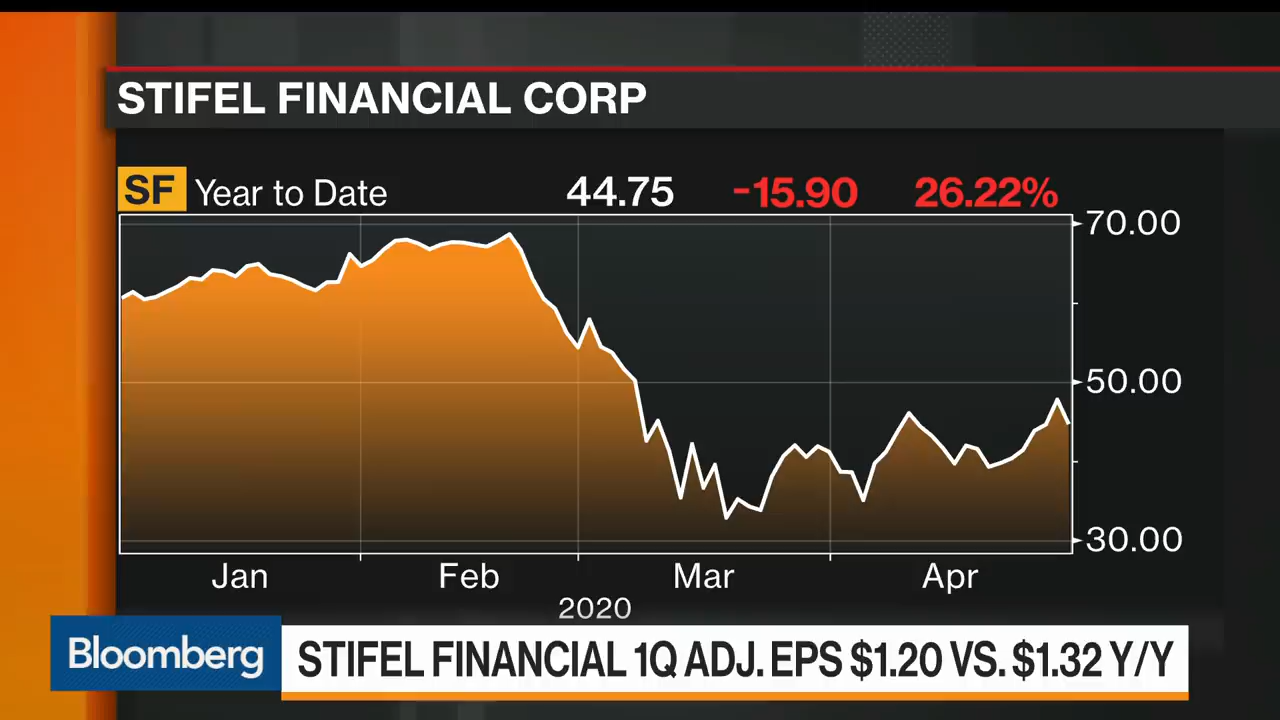 STIFEL FINANCIAL CORP
SF Year to Date 44.75 -15.90 26.22%
70.00
50.00
30.00
Jan Feb Mar Apr
2020
Bloomberg STIFEL FINANCIAL 1Q ADJ. EPS $1.20 VS. $1.32 Y/Y